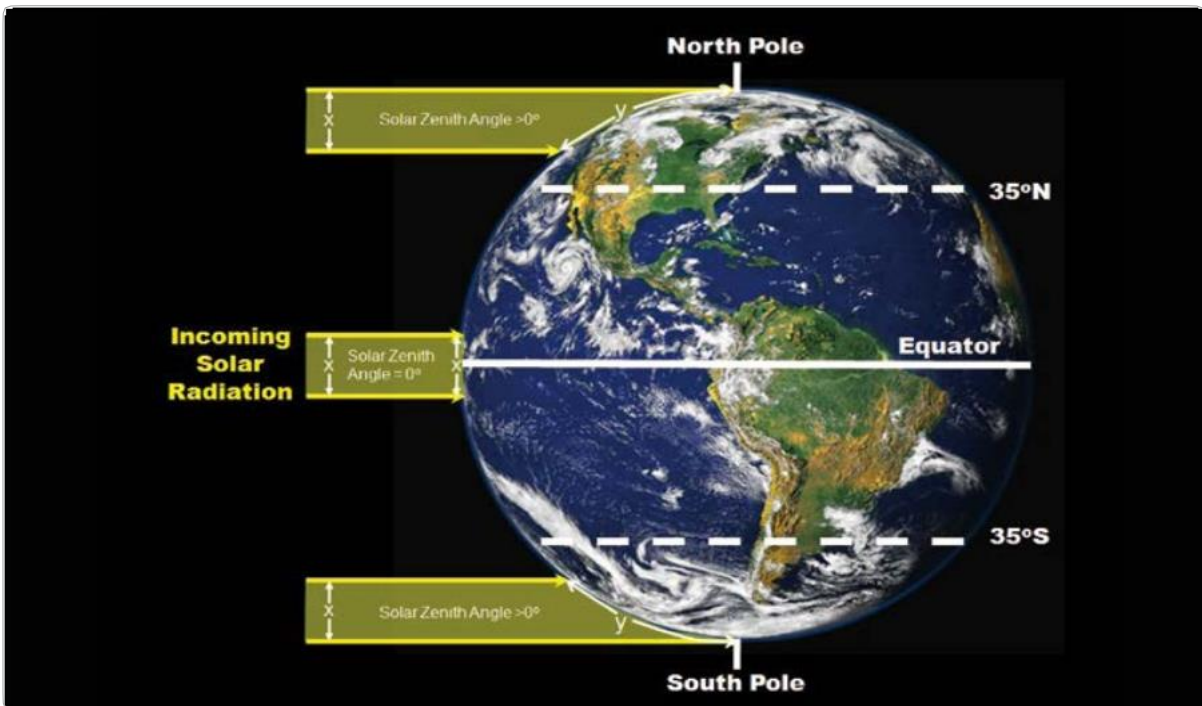 North Pole
x
Solar Zenith Angle >0º
y
35ºN
Incoming
Solar
Radiation
x
Solar Zenith
Angle = 0º
x
Equator
35ºS
x
Solar Zenith Angle >0º
y
South Pole